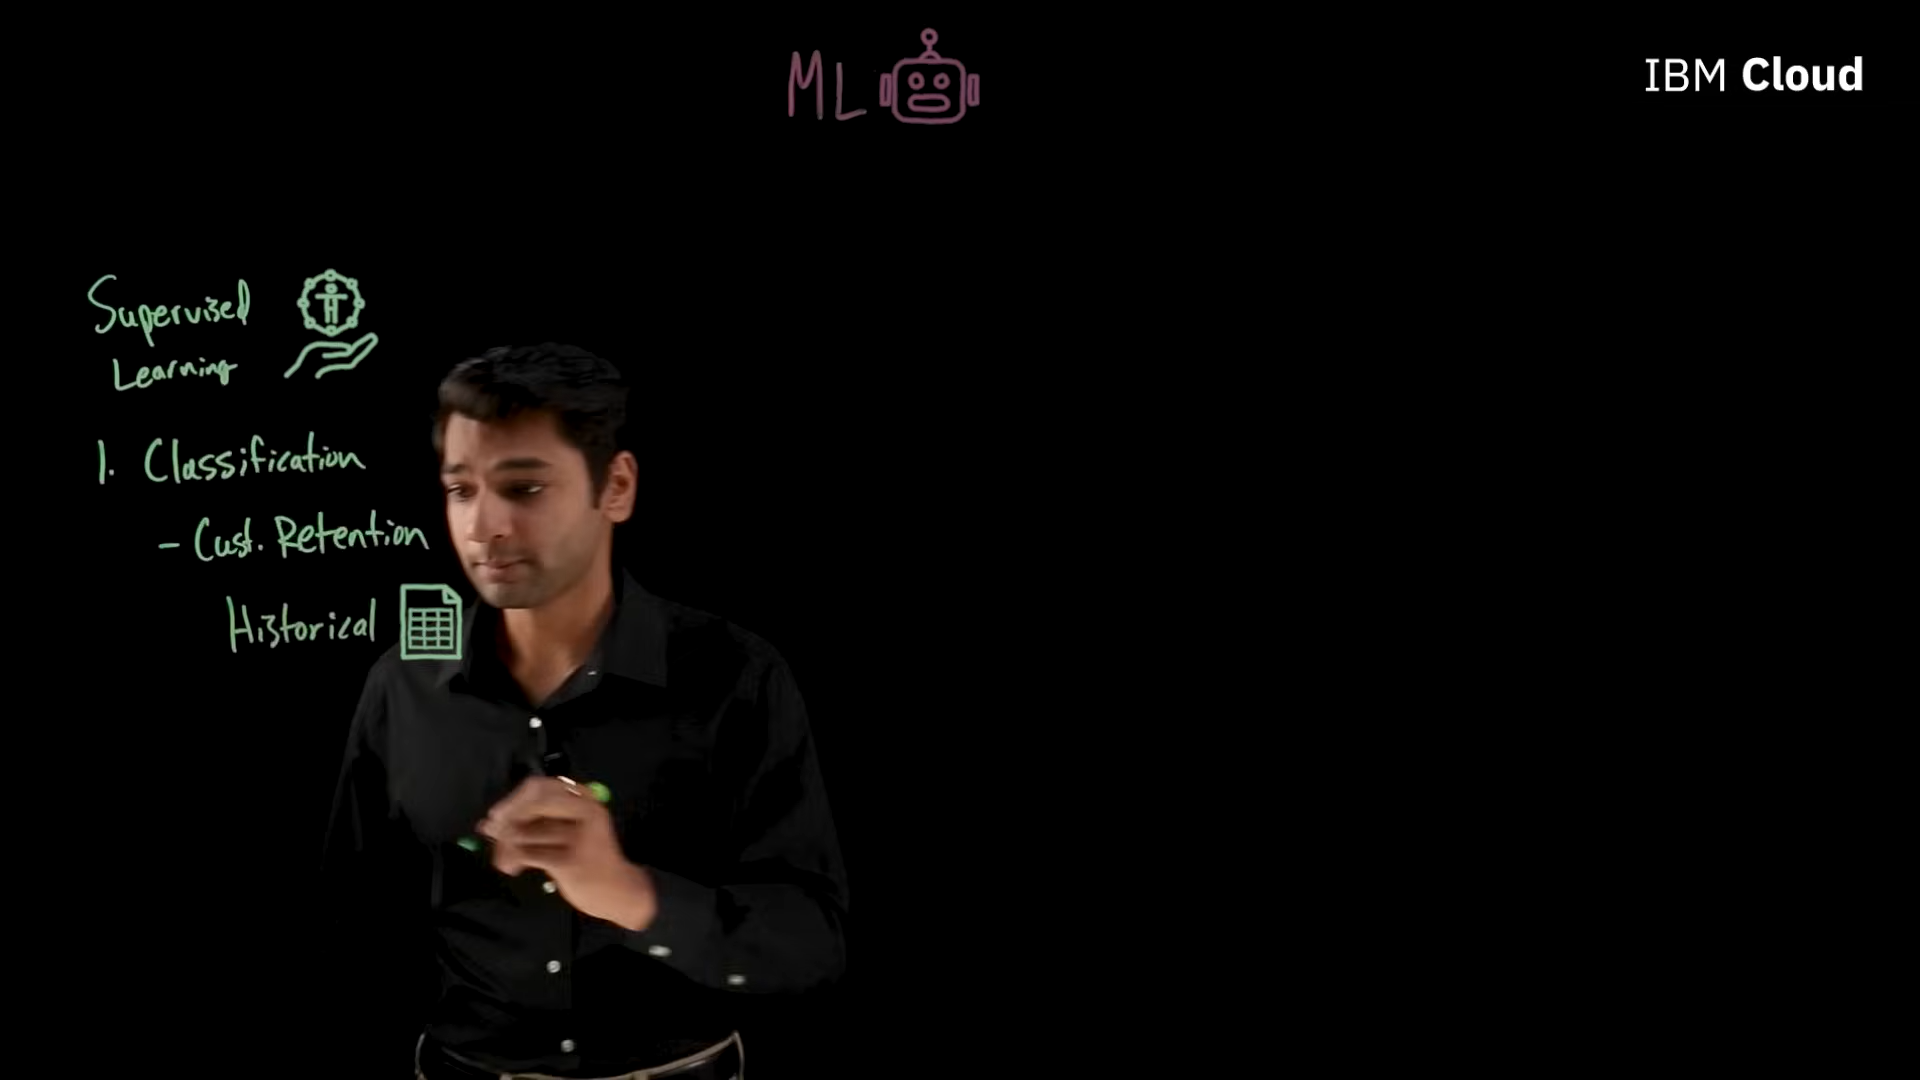 ML
IBM Cloud
Supervised
Learning
1. Classification
- Cust. Retention
Historical